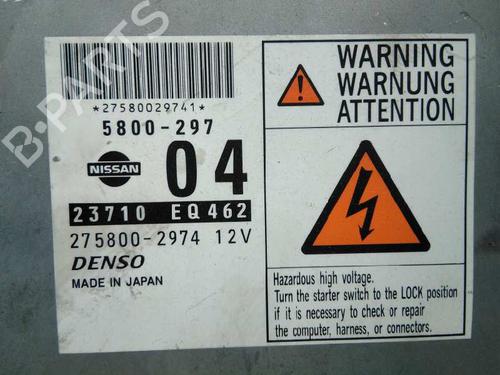 *27580029741*
5800-297
NISSAN
04
23710 EQ462
275800-2974 12V
DENSO
MADE IN JAPAN
WARNING
WARNUNG
ATTENTION
Hazardous high voltage.
Turn the starter switch to the LOCK position
if it is necessary to check or repair
the computer, harness, or connectors.
B-PARTS